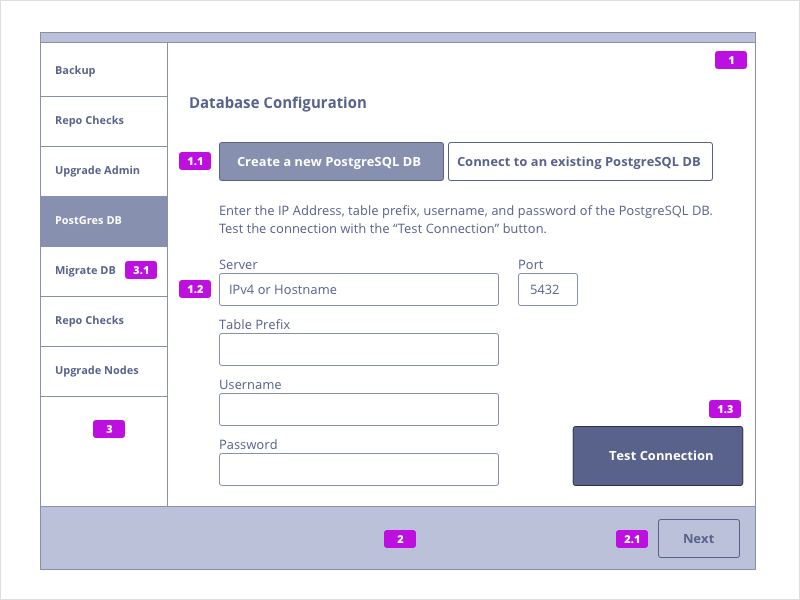 Backup
Repo Checks
Upgrade Admin
PostGres DB
Migrate DB 3.1
Repo Checks
Upgrade Nodes
3
1
Database Configuration
1.1 Create a new PostgreSQL DB Connect to an existing PostgreSQL DB
Enter the IP Address, table prefix, username, and password of the PostgreSQL DB.
Test the connection with the “Test Connection” button.
Server Port
1.2 IPv4 or Hostname 5432
Table Prefix
Username
Password
1.3
Test Connection
2 2.1 Next